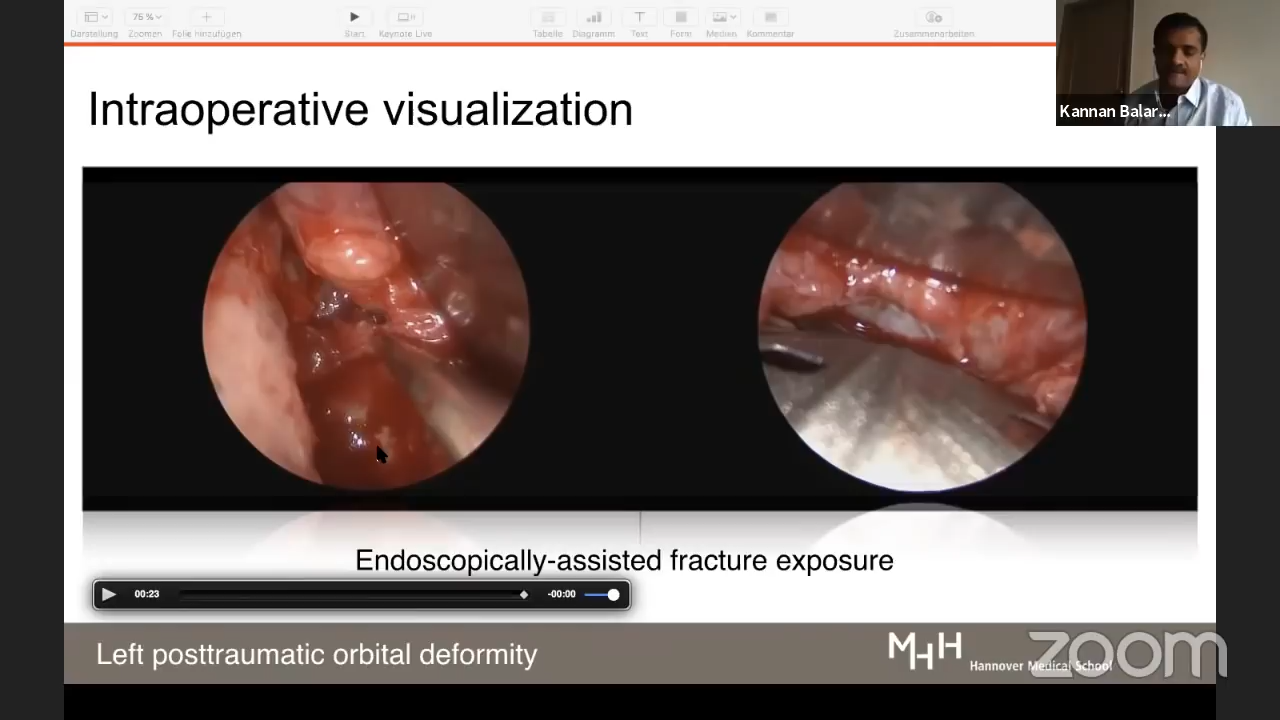 75 %
Darstellung Zoomen Folie hinzufügen Start Keynote Live Tabelle Diagramm Text Form Medien Kommentar Zusammenarbeiten
Kannan Balar...
Intraoperative visualization
Endoscopically-assisted fracture exposure
00:23 -00:00
Left posttraumatic orbital deformity
MHH Hannover Medical School
zoom